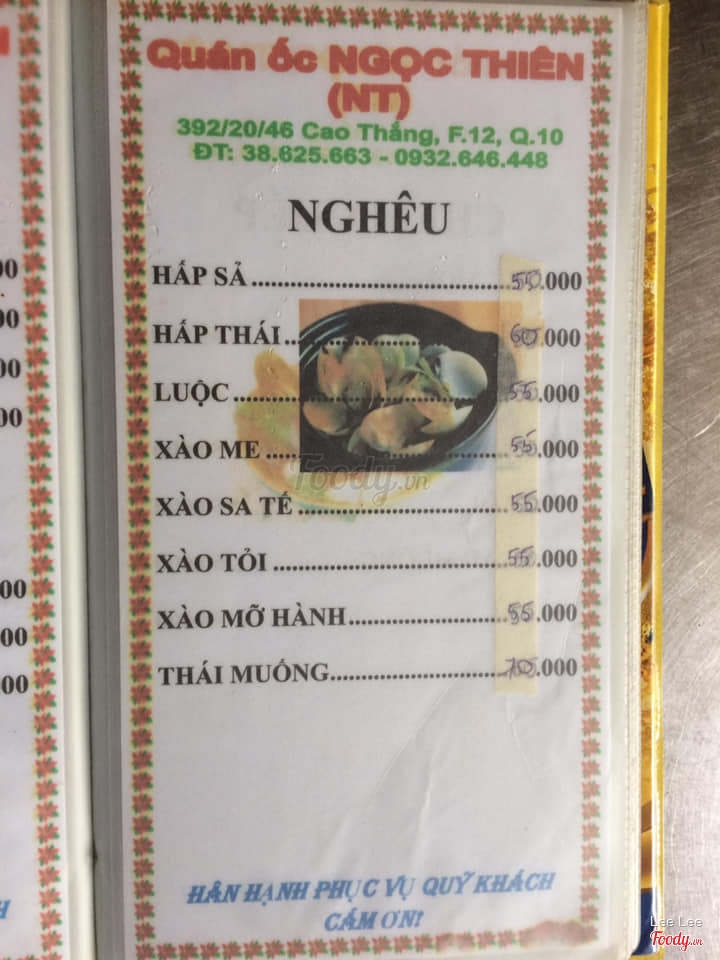 Quán ốc NGỌC THIÊN
(NT)
392/20/46 Cao Thắng, F.12, Q.10
ĐT: 38.625.663 - 0932.646.448
NGHÊU
HẤP SẢ....................55.000
HẤP THÁI....................60.000
LUỘC....................55.000
XÀO ME....................55.000
XÀO SA TẾ....................55.000
XÀO TỎI....................55.000
XÀO MỠ HÀNH....................55.000
THÁI MUỐNG.......................000
HÂN HẠNH PHỤC VỤ QUÝ KHÁCH
CÁM ƠN!
Foody.vn
Lee Lee
Foody.vn